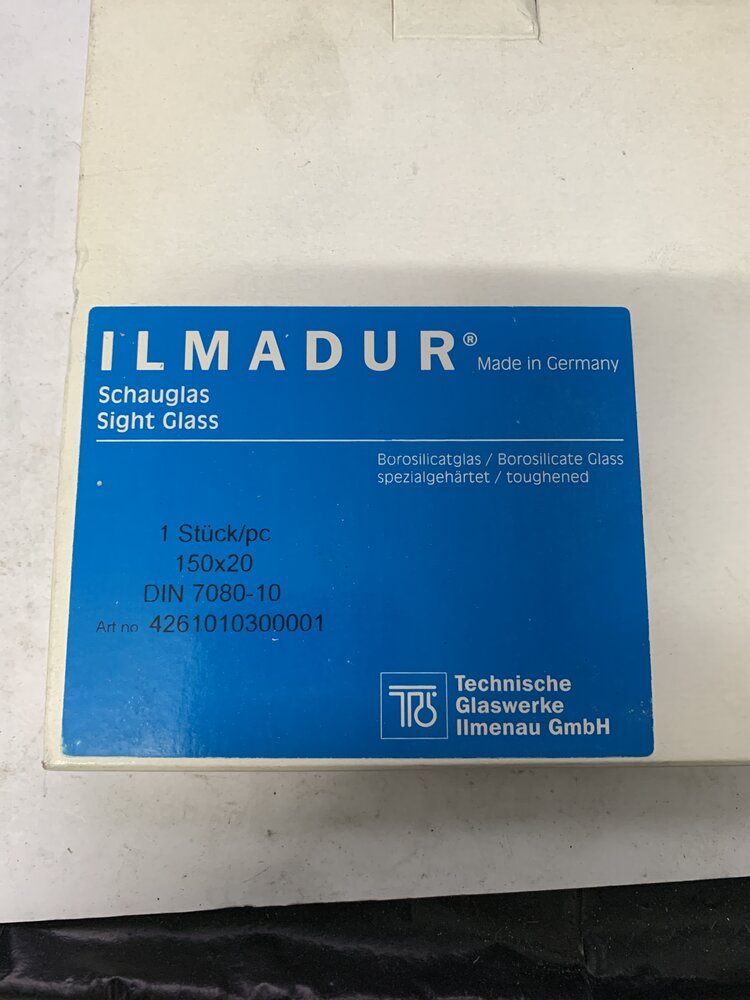 ILMADUR® Made in Germany
Schauglas
Sight Glass
Borosilicatglas / Borosilicate Glass
spezialgehärtet / toughened
1 Stück/pc
150x20
DIN 7080-10
Art no 4261010300001
Technische
Glaswerke
Ilmenau GmbH